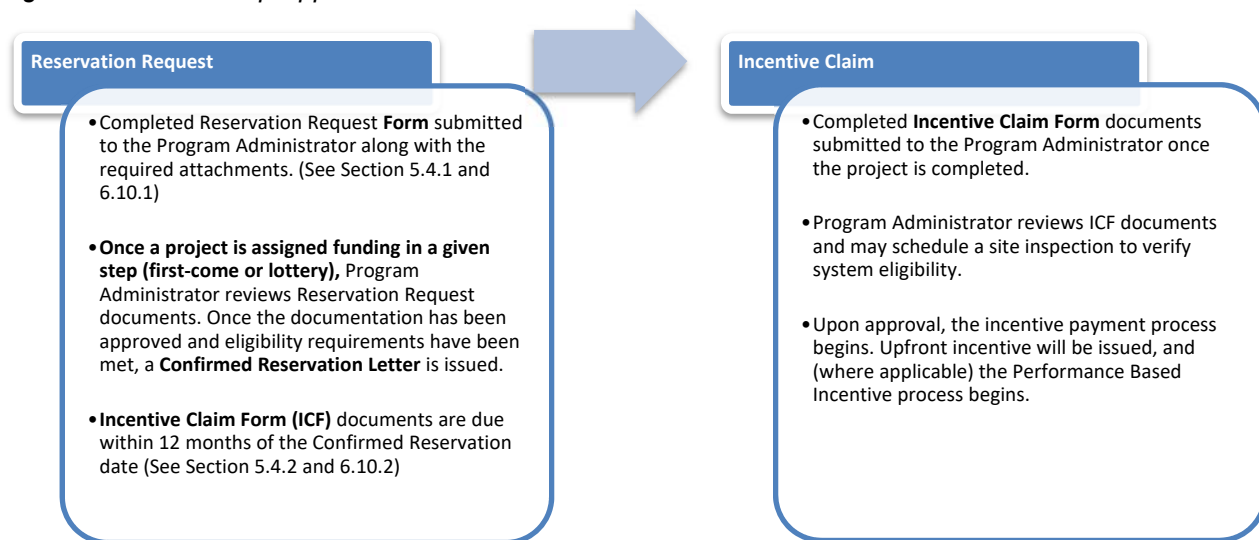 Reservation Request
•Completed Reservation Request Form submitted
to the Program Administrator along with the
required attachments. (See Section 5.4.1 and
6.10.1)
•Once a project is assigned funding in a given
step (first-come or lottery), Program
Administrator reviews Reservation Request
documents. Once the documentation has been
approved and eligibility requirements have been
met, a Confirmed Reservation Letter is issued.
•Incentive Claim Form (ICF) documents are due
within 12 months of the Confirmed Reservation
date (See Section 5.4.2 and 6.10.2)
Incentive Claim
•Completed Incentive Claim Form documents
submitted to the Program Administrator once
the project is completed.
•Program Administrator reviews ICF documents
and may schedule a site inspection to verify
system eligibility.
•Upon approval, the incentive payment process
begins. Upfront incentive will be issued, and
(where applicable) the Performance Based
Incentive process begins.